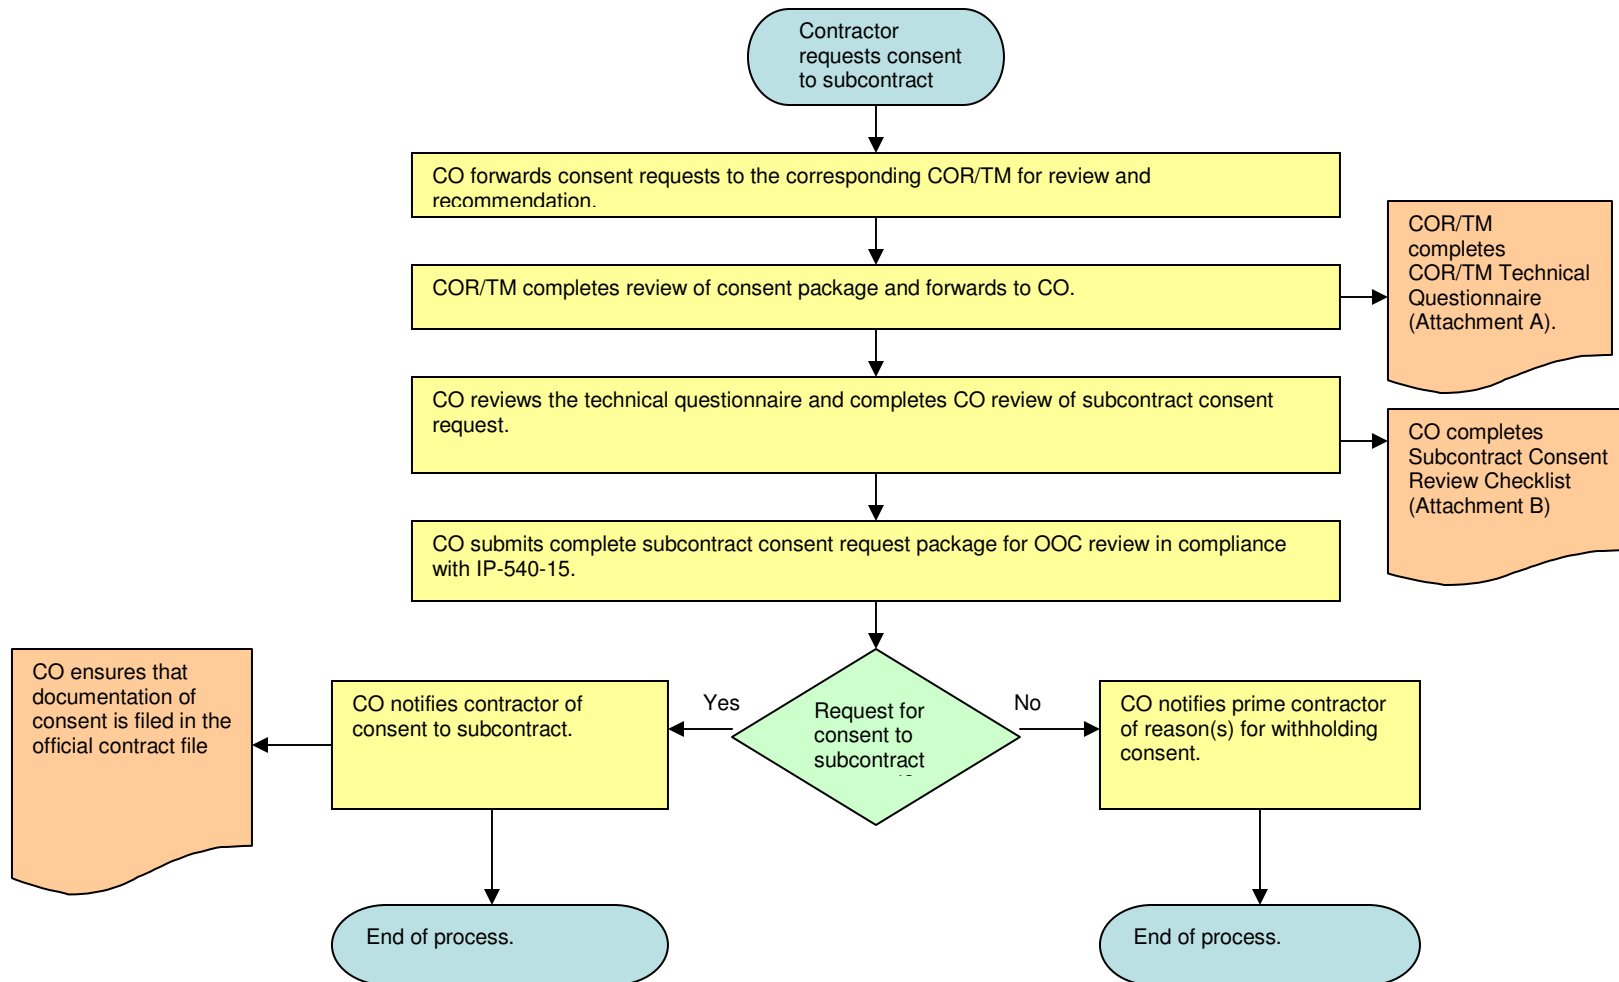 Contractor
requests consent
to subcontract
CO forwards consent requests to the corresponding COR/TM for review and
recommendation.
COR/TM completes review of consent package and forwards to CO.
COR/TM
completes
COR/TM Technical
Questionnaire
(Attachment A).
CO reviews the technical questionnaire and completes CO review of subcontract consent
request.
CO completes
Subcontract Consent
Review Checklist
(Attachment B)
CO submits complete subcontract consent request package for OOC review in compliance
with IP-540-15.
Request for
consent to
subcontract
Yes
No
CO notifies contractor of
consent to subcontract.
CO ensures that
documentation of
consent is filed in the
official contract file
CO notifies prime contractor
of reason(s) for withholding
consent.
End of process.
End of process.